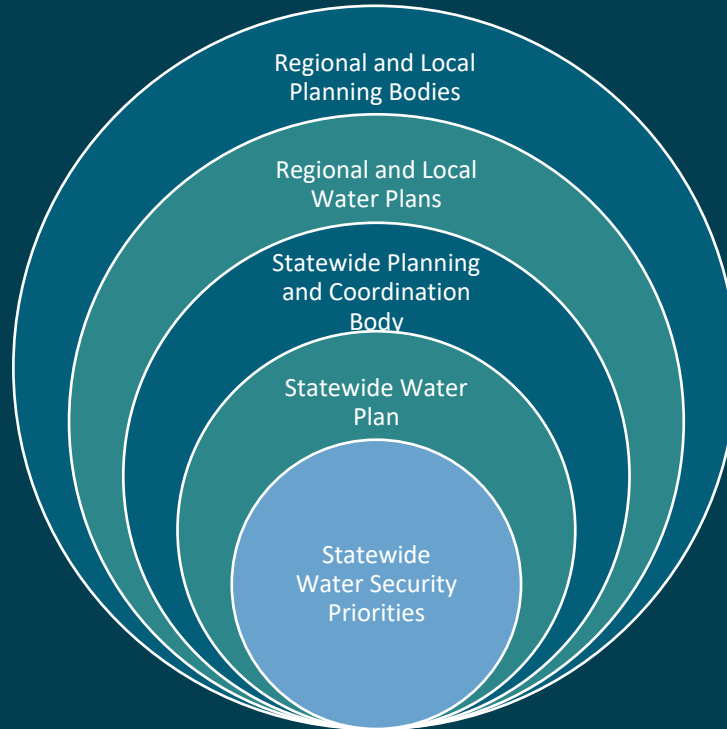 Regional and Local
Planning Bodies
Regional and Local
Water Plans
Statewide Planning
and Coordination
Body
Statewide Water
Plan
Statewide
Water Security
Priorities